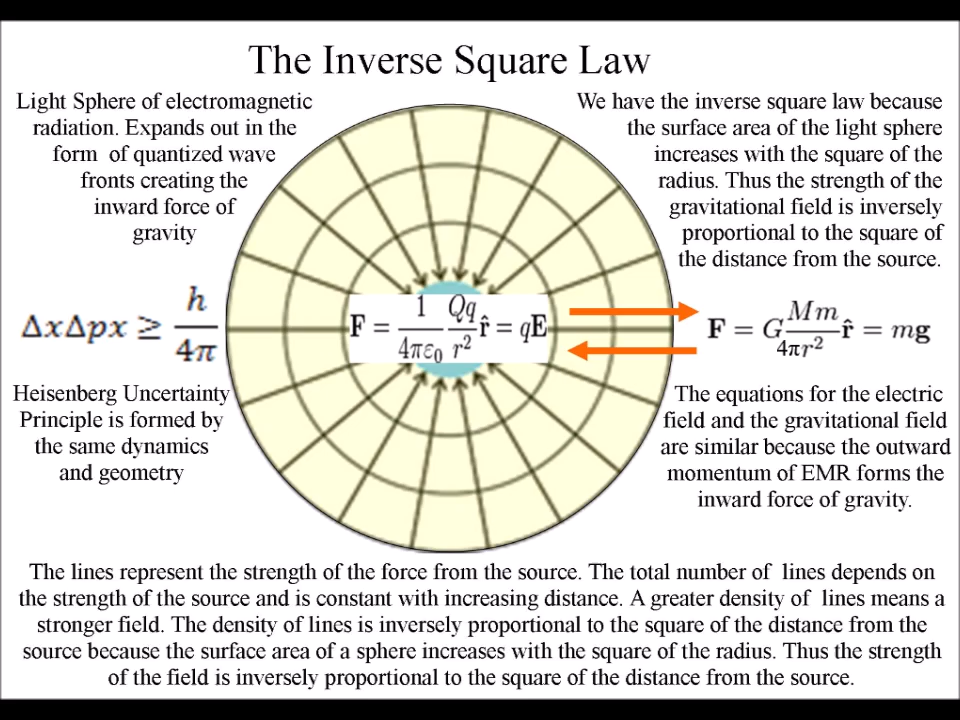 The Inverse Square Law
Light Sphere of electromagnetic
radiation. Expands out in the
form of quantized wave
fronts creating the
inward force of
gravity
We have the inverse square law because
the surface area of the light sphere
increases with the square of the
radius. Thus the strength of the
gravitational field is inversely
proportional to the square of
the distance from the source.
ΔxΔpx ≥ h/4π
F = 1/4πε₀ Qq/r² r̂ = qE
F = G Mm/4πr² r̂ = mg
Heisenberg Uncertainty
Principle is formed by
the same dynamics
and geometry
The equations for the electric
field and the gravitational field
are similar because the outward
momentum of EMR forms the
inward force of gravity.
The lines represent the strength of the force from the source. The total number of lines depends on
the strength of the source and is constant with increasing distance. A greater density of lines means a
stronger field. The density of lines is inversely proportional to the square of the distance from the
source because the surface area of a sphere increases with the square of the radius. Thus the strength
of the field is inversely proportional to the square of the distance from the source.